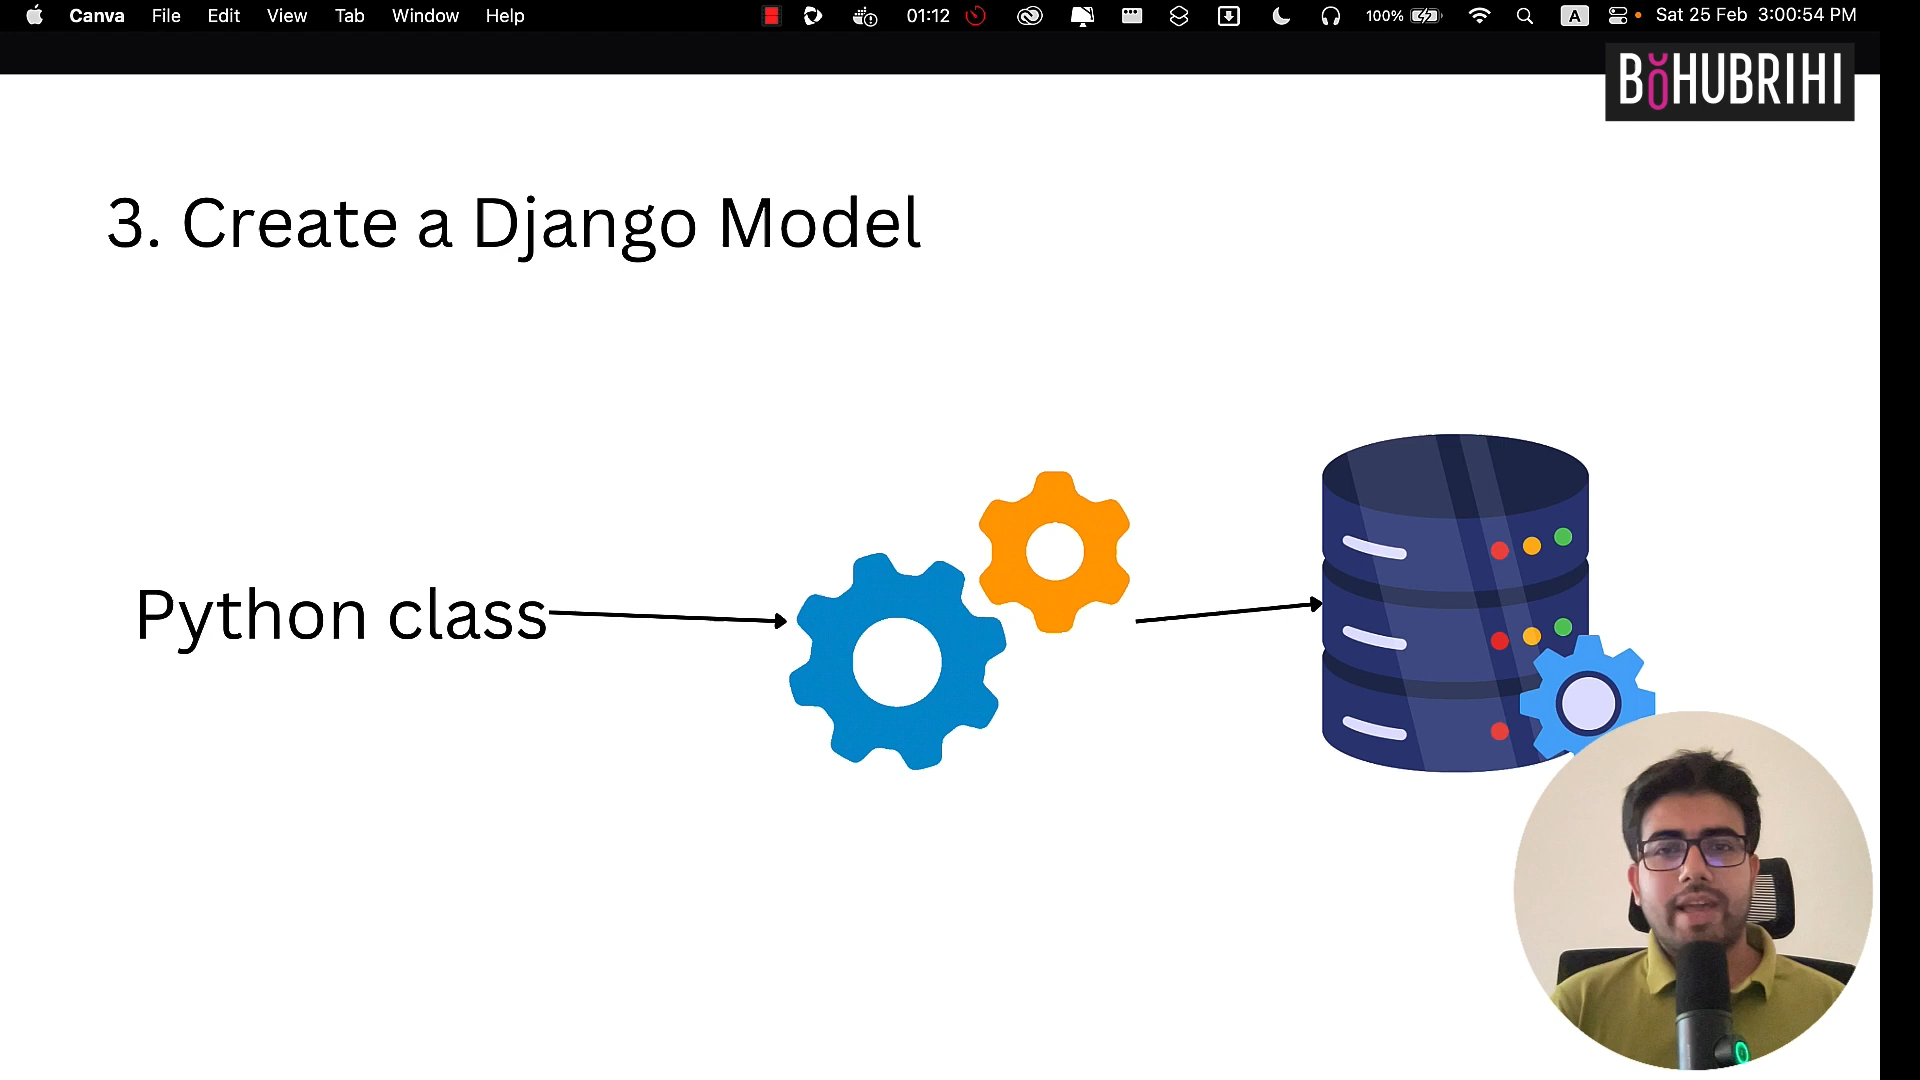 Canva File Edit View Tab Window Help 01:12 100% A Sat 25 Feb 3:00:54 PM
BOHUBRIHI
3. Create a Django Model
Python class